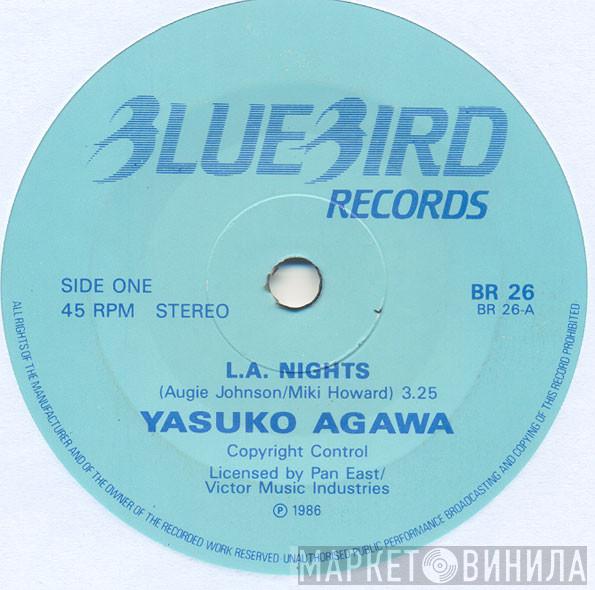 BLUEBIRD
RECORDS
SIDE ONE
45 RPM STEREO
BR 26
BR 26-A
L.A. NIGHTS
(Augie Johnson/Miki Howard) 3.25
YASUKO AGAWA
Copyright Control
Licensed by Pan East/
Victor Music Industries
℗ 1986
ALL RIGHTS OF THE MANUFACTURER AND OF THE OWNER OF THE RECORDED WORK RESERVED UNAUTHORISED PUBLIC PERFORMANCE BROADCASTING AND COPYING OF THIS RECORD PROHIBITED
МАРКЕТ ВИНИЛА